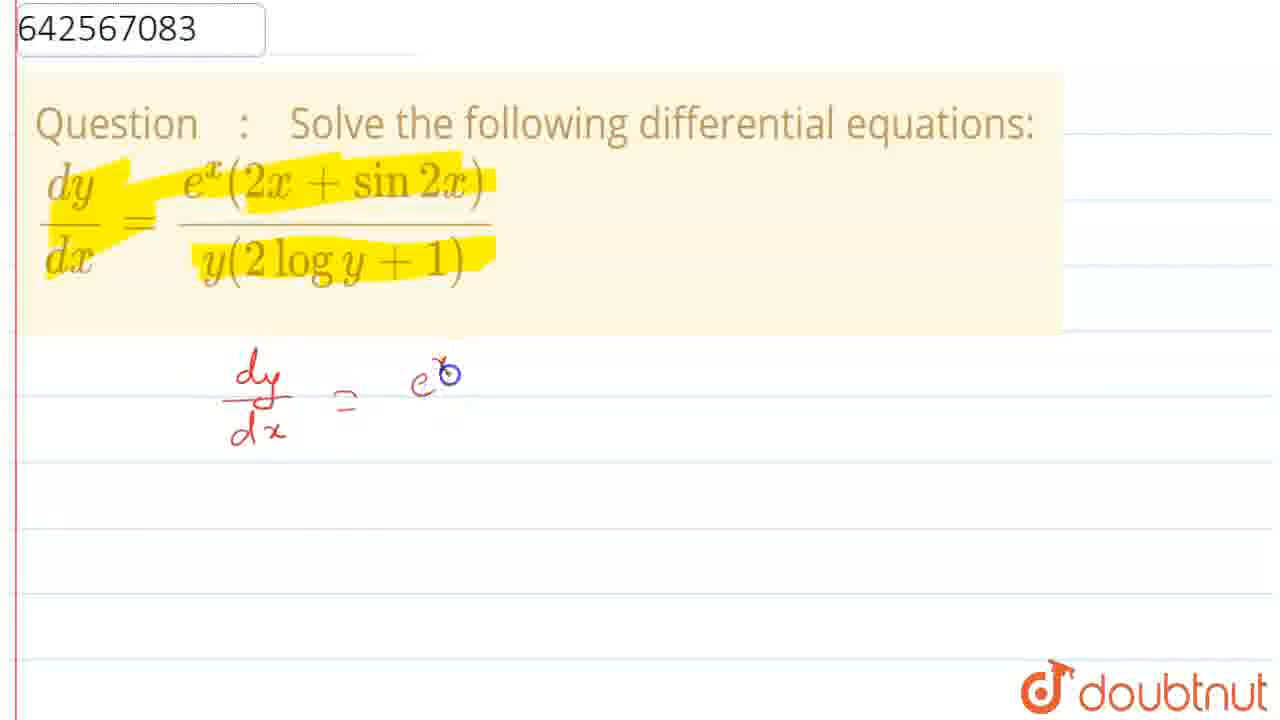 642567083
Question : Solve the following differential equations:
dy/dx = e^x(2x + sin 2x) / y(2 log y + 1)
dy/dx = e^x
doubtnut